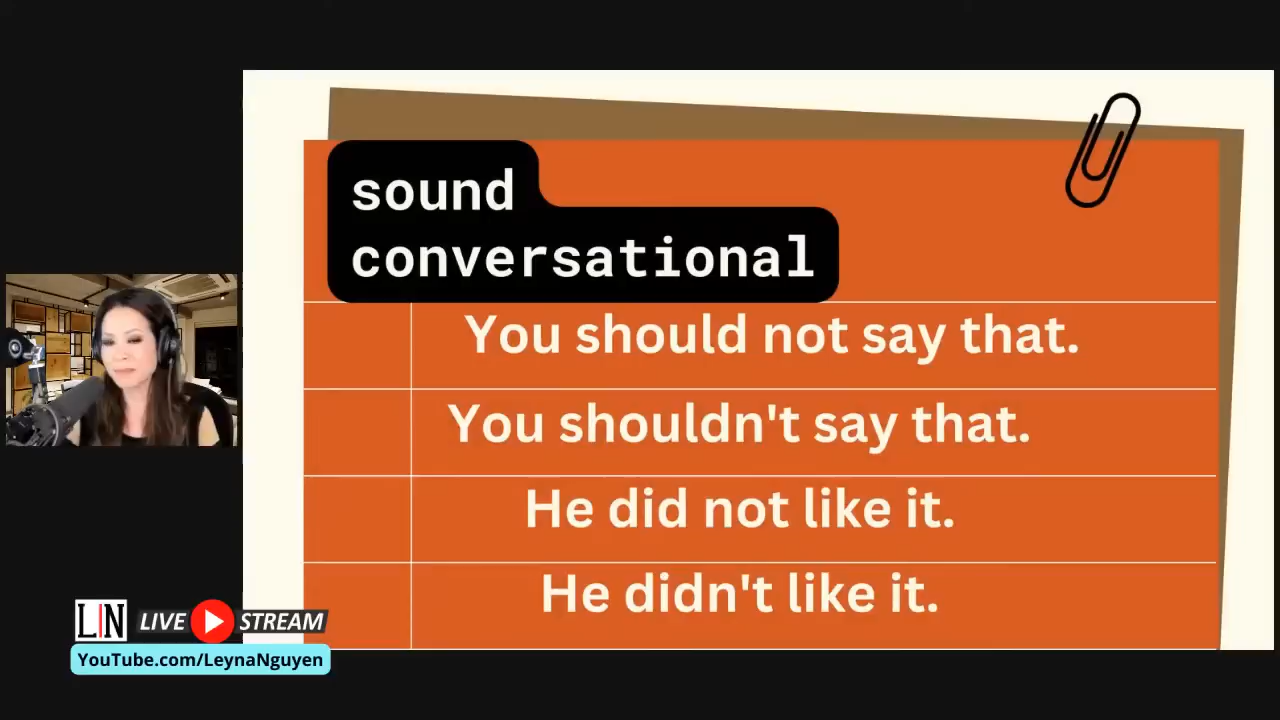 sound
conversational
You should not say that.
You shouldn't say that.
He did not like it.
He didn't like it.
LIN LIVE STREAM
YouTube.com/LeynaNguyen